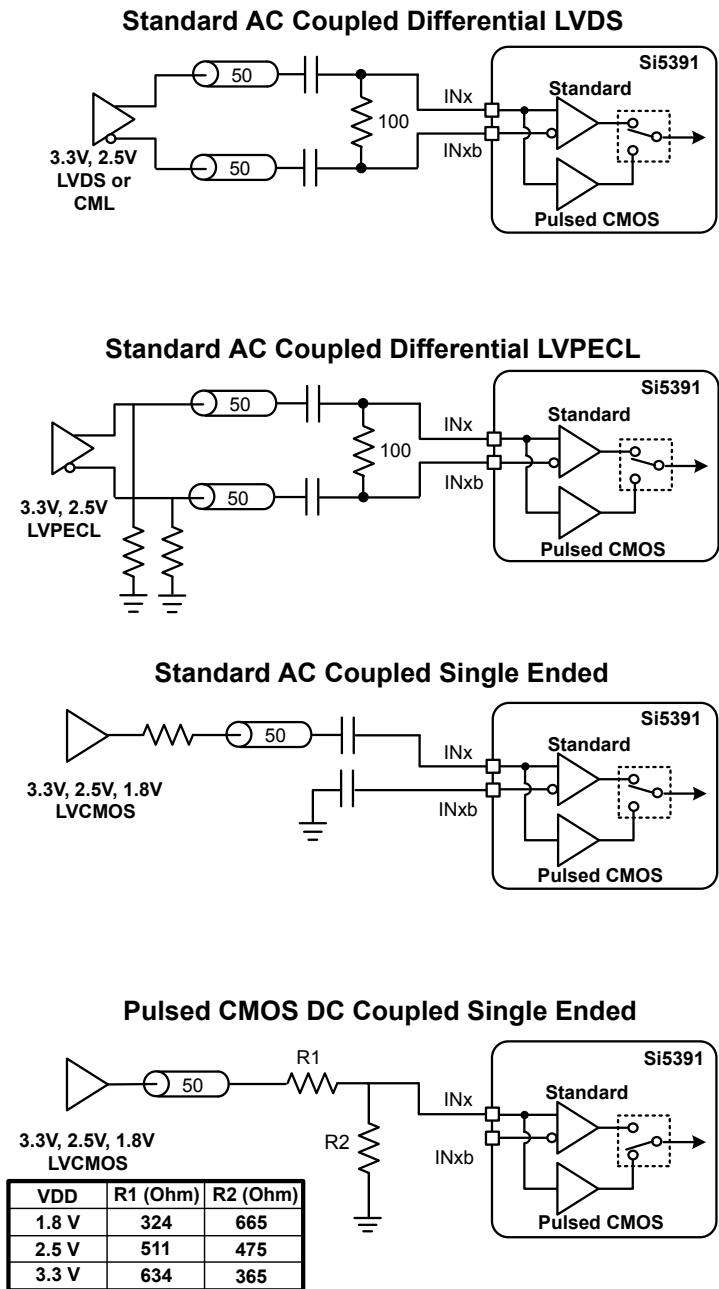 Standard AC Coupled Differential LVDS
Si5391
50
Standard
INx
100
INxb
3.3V, 2.5V
LVDS or
CML
50
Pulsed CMOS
Standard AC Coupled Differential LVPECL
Si5391
50
Standard
INx
100
INxb
50
3.3V, 2.5V
LVPECL
Pulsed CMOS
Standard AC Coupled Single Ended
Si5391
50
Standard
INx
3.3V, 2.5V, 1.8V
LVCMOS
INxb
Pulsed CMOS
Pulsed CMOS DC Coupled Single Ended
Si5391
R1
50
Standard
INx
3.3V, 2.5V, 1.8V
LVCMOS
R2
INxb
Pulsed CMOS
VDD R1 (Ohm) R2 (Ohm)
1.8 V 324 665
2.5 V 511 475
3.3 V 634 365